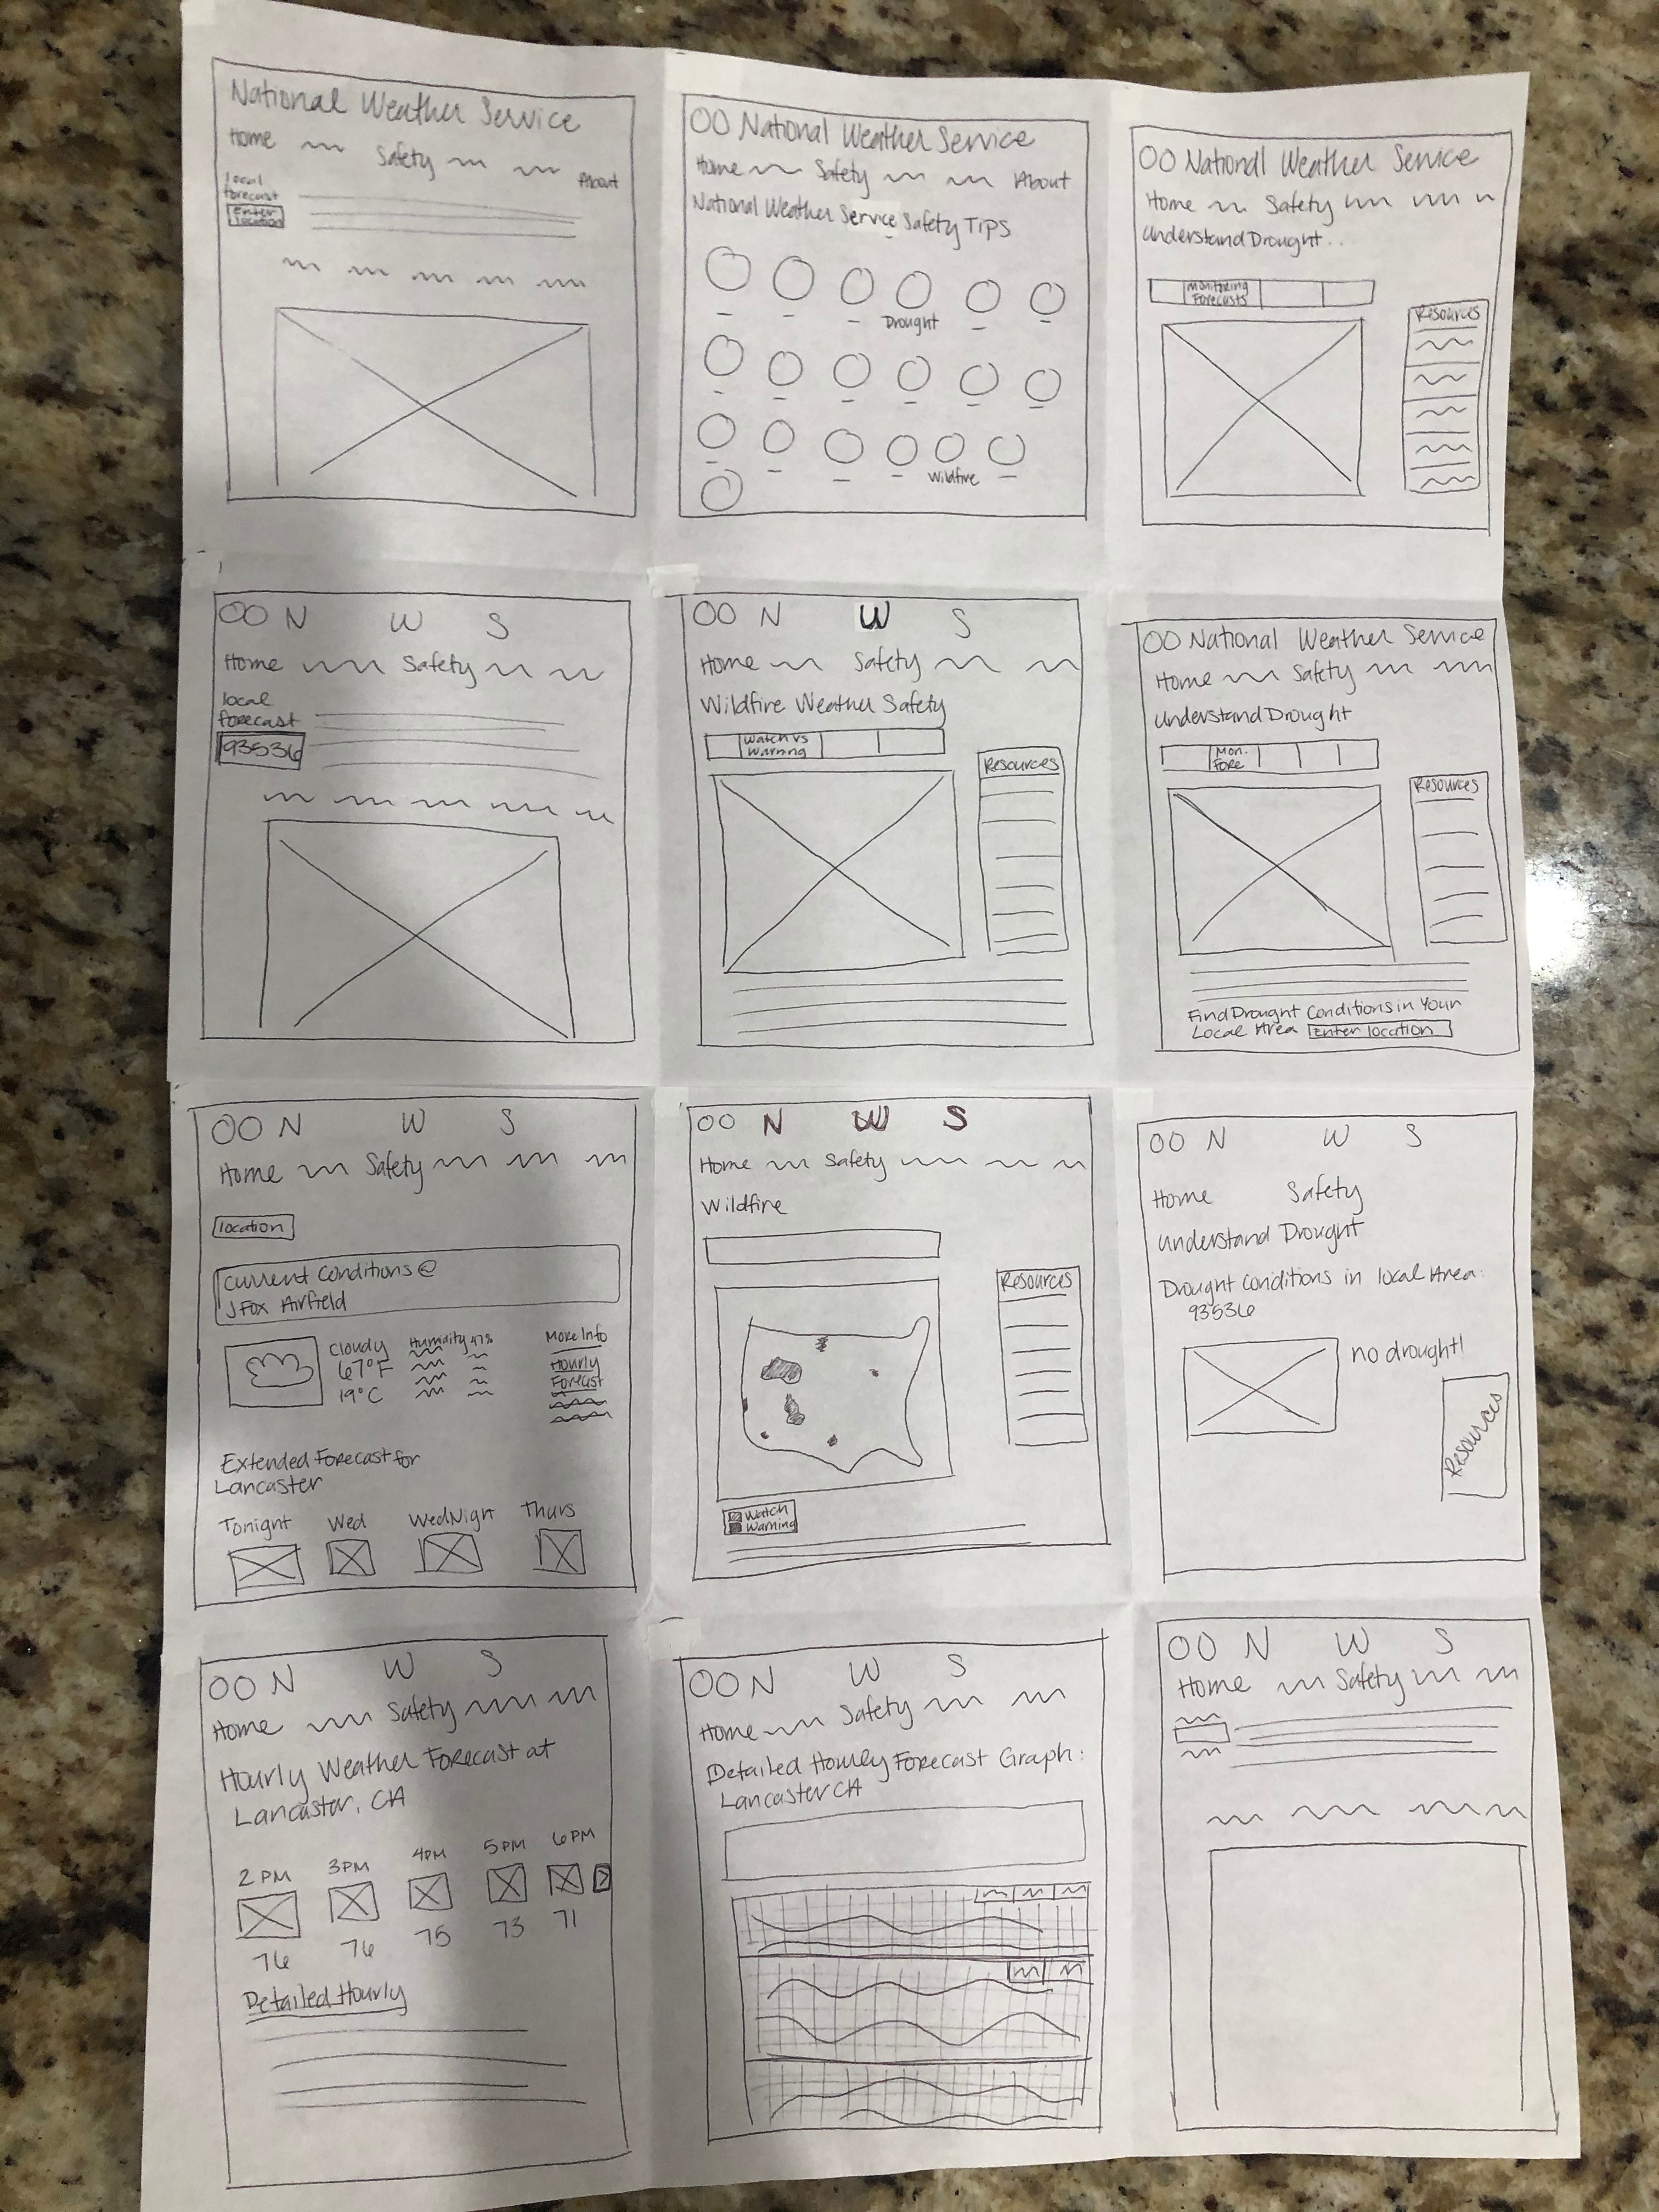 National Weather Service
Home Safety About
Local
forecast
Enter
location
OO National Weather Service
Home Safety About
National Weather Service Safety Tips
Drought
Wildfire
OO National Weather Service
Home Safety
Understand Drought..
Monitoring
Forecasts
Resources
OO N W S
Home Safety
local
forecast
93536
OO N W S
Home Safety
Wildfire Weather Safety
Watch vs
Warning
Resources
OO National Weather Service
Home Safety
Understand Drought
Mon.
Fore
Resources
Find Drought Conditions in Your
Local Area Enter location
OO N W S
Home Safety
location
Current Conditions @
J Fox Airfield
Cloudy
67°F
19°C
Humidity 47%
More Info
Hourly
Forecast
Extended Forecast for
Lancaster
Tonight Wed Wed Night Thurs
OO N W S
Home Safety
Wildfire
Resources
Watch
Warning
OO N W S
Home Safety
Understand Drought
Drought Conditions in local Area:
93536
no drought!
Resources
OO N W S
Home Safety
Hourly Weather Forecast at
Lancaster, CA
2 PM 3PM 4PM 5PM 6PM
>
76 76 75 73 71
Detailed Hourly
OO N W S
Home Safety
Detailed Hourly Forecast Graph:
Lancaster CA
OO N W S
Home Safety